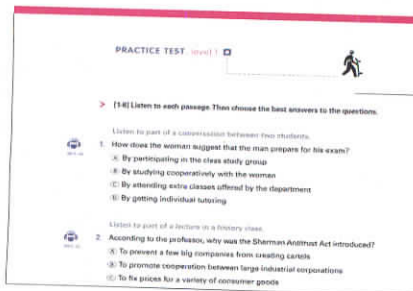 PRACTICE TEST level 1
> [1-6] Listen to each passage. Then choose the best answers to the questions.
Listen to part of a conversation between two students.
1. How does the woman suggest that the man prepare for his exam?
(A) By participating in the class study group
(B) By studying cooperatively with the woman
(C) By attending extra classes offered by the department
(D) By getting individual tutoring
Listen to part of a lecture in a history class.
2. According to the professor, why was the Sherman Antitrust Act introduced?
(A) To prevent a few big companies from creating cartels
(B) To promote cooperation between large industrial corporations
(C) To fix prices for a variety of consumer goods